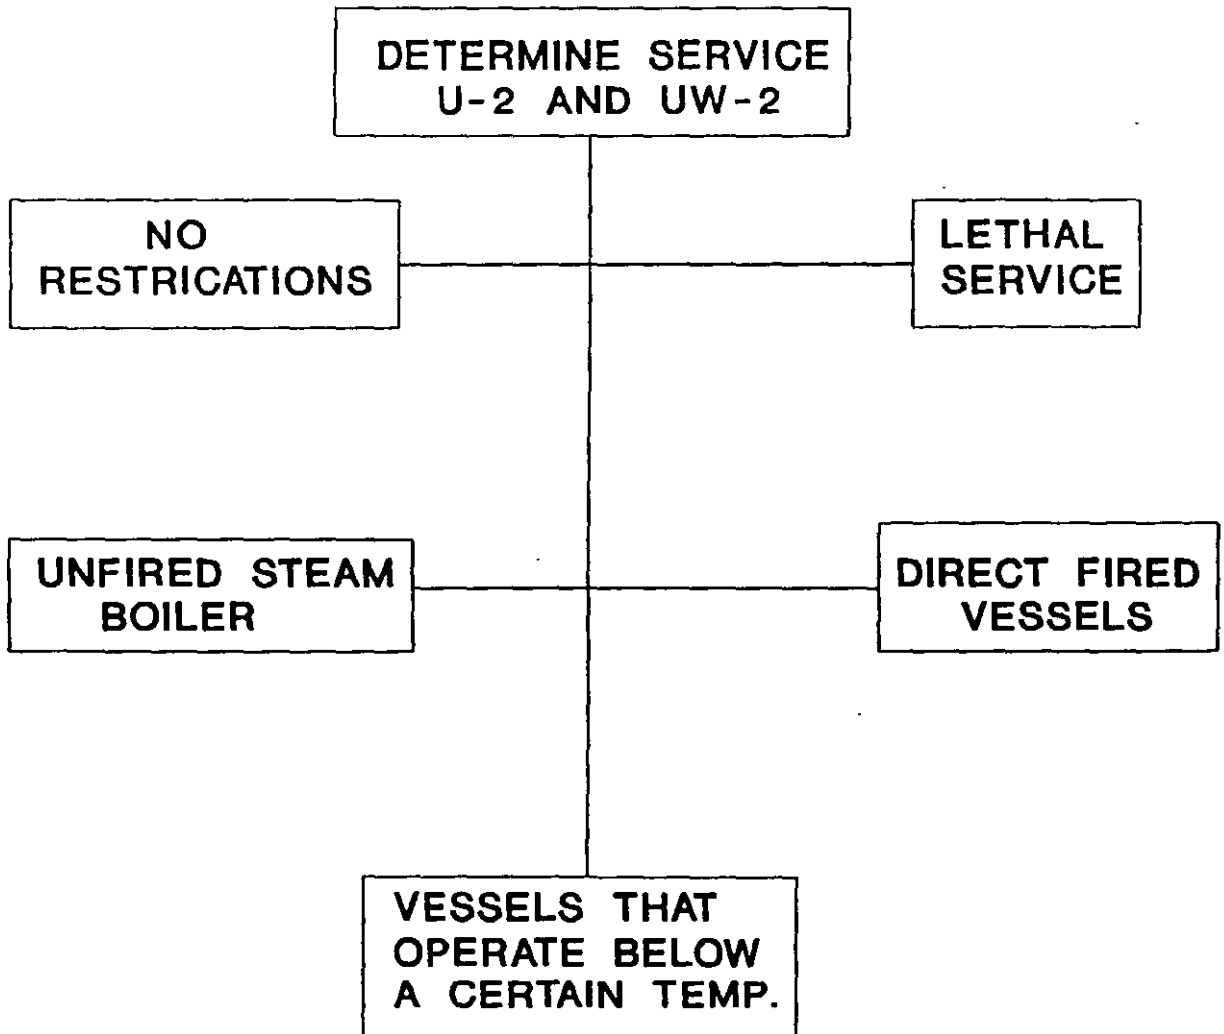 DETERMINE SERVICE
U-2 AND UW-2
NO
RESTRICATIONS
LETHAL
SERVICE
UNFIRED STEAM
BOILER
DIRECT FIRED
VESSELS
VESSELS THAT
OPERATE BELOW
A CERTAIN TEMP.